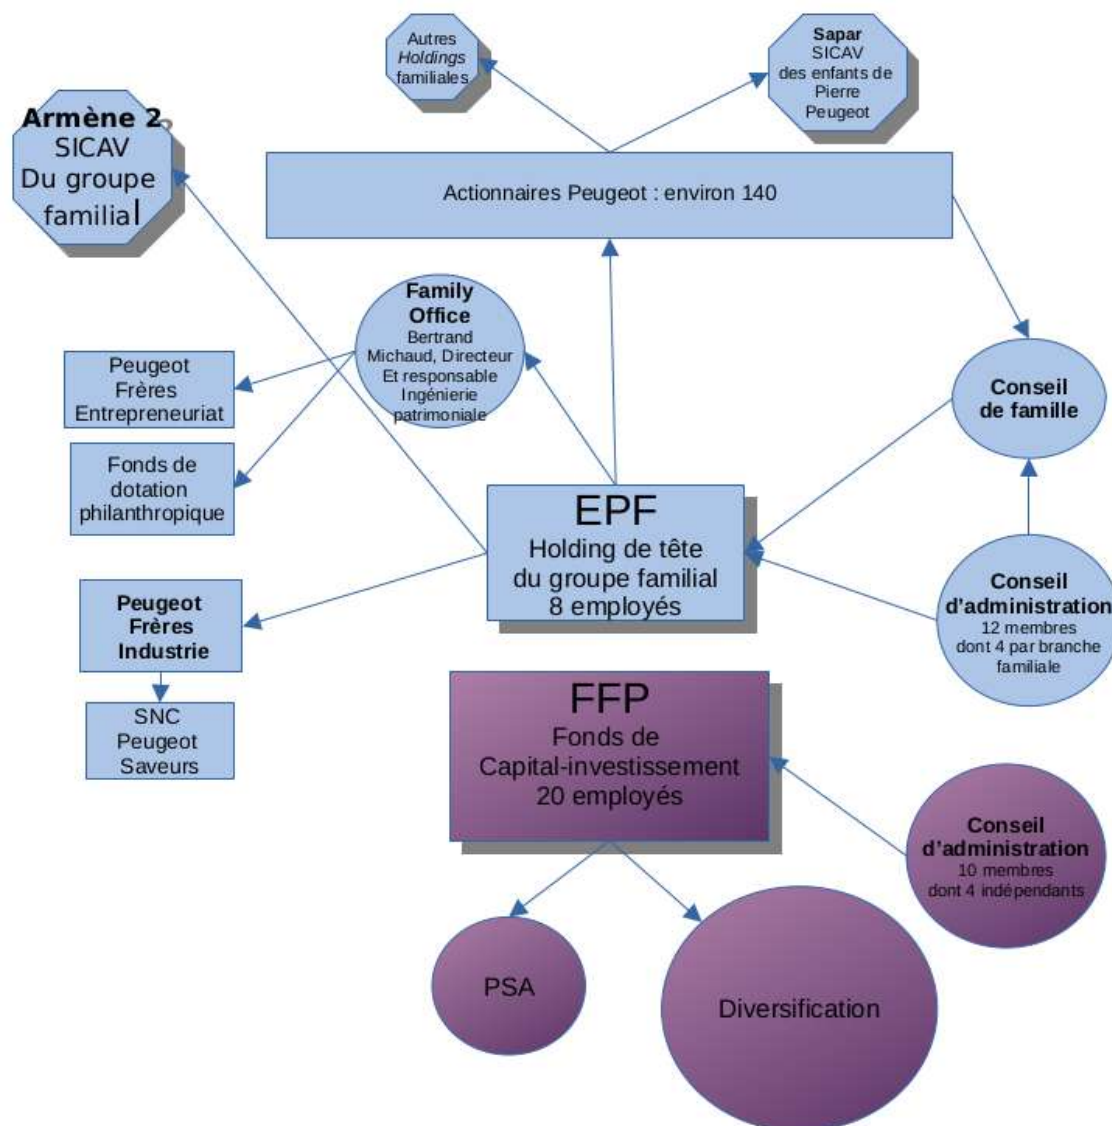 Autres
Holdings
familiales
Sapar
SICAV
des enfants de
Pierre
Peugeot
Armène 2
SICAV
Du groupe
familial
Actionnaires Peugeot : environ 140
Family
Office
Bertrand
Michaud, Directeur
Et responsable
Ingénierie
patrimoniale
Peugeot
Frères
Entrepreneuriat
Fonds de
dotation
philanthropique
Conseil
de famille
EPF
Holding de tête
du groupe familial
8 employés
Conseil
d'administration
12 membres
dont 4 par branche
familiale
Peugeot
Frères
Industrie
SNC
Peugeot
Saveurs
FFP
Fonds de
Capital-investissement
20 employés
Conseil
d'administration
10 membres
dont 4 indépendants
PSA
Diversification